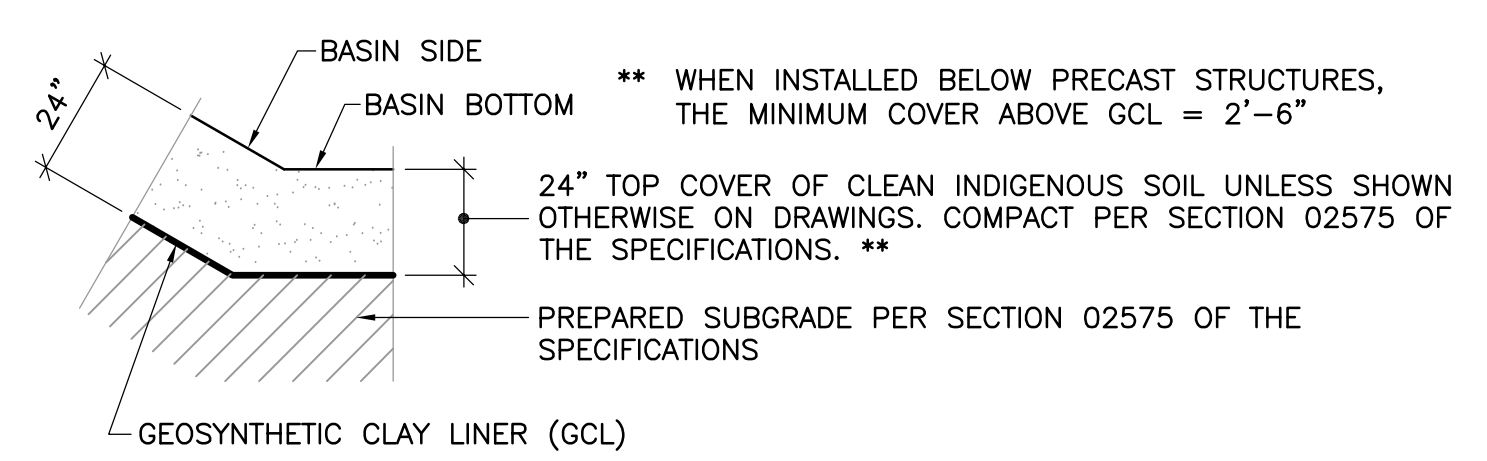 24”
BASIN SIDE
BASIN BOTTOM
** WHEN INSTALLED BELOW PRECAST STRUCTURES,
THE MINIMUM COVER ABOVE GCL = 2’-6”
24” TOP COVER OF CLEAN INDIGENOUS SOIL UNLESS SHOWN
OTHERWISE ON DRAWINGS. COMPACT PER SECTION 02575 OF
THE SPECIFICATIONS. **
PREPARED SUBGRADE PER SECTION 02575 OF THE
SPECIFICATIONS
GEOSYNTHETIC CLAY LINER (GCL)